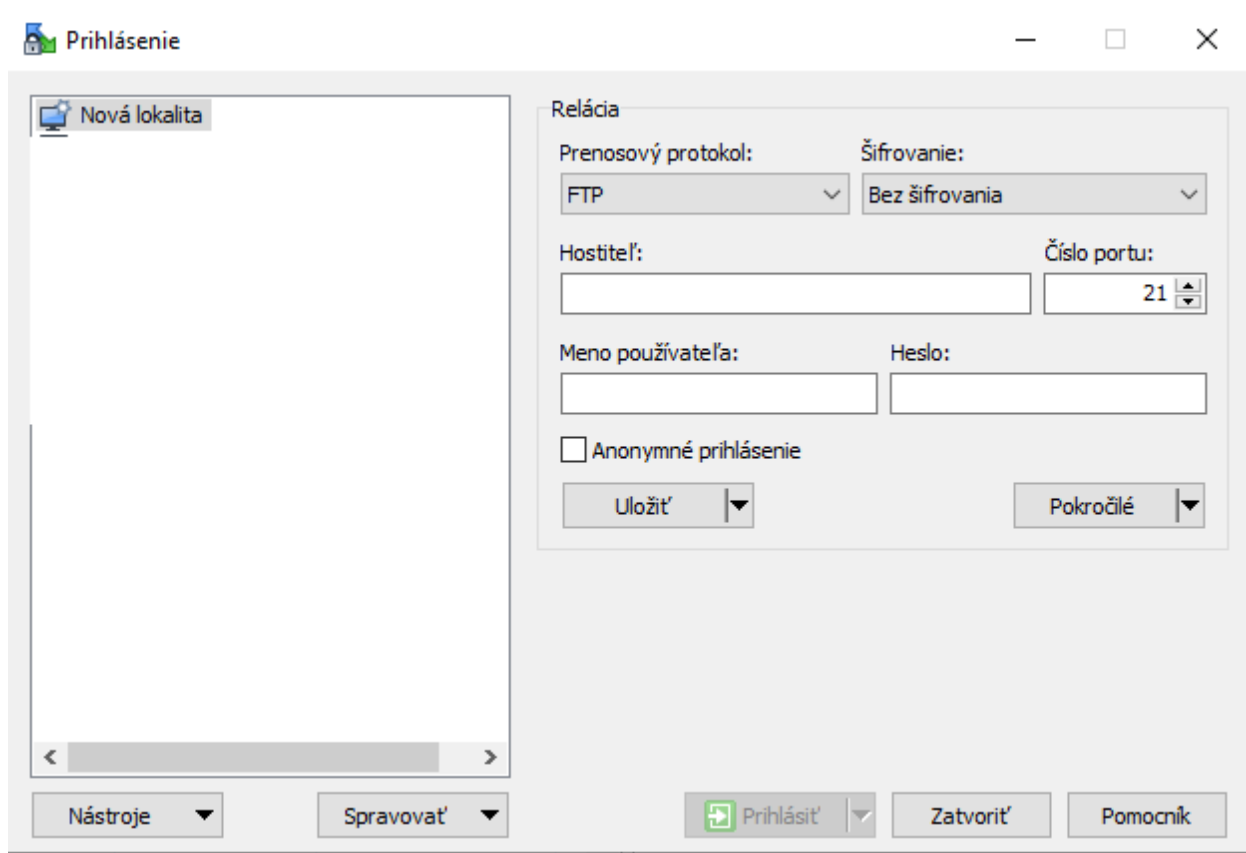 Prihlásenie
Nová lokalita
Relácia
Prenosový protokol: Šifrovanie:
FTP Bez šifrovania
Hostiteľ: Číslo portu:
21
Meno používateľa: Heslo:
Anonymné prihlásenie
Uložiť Pokročilé
Nástroje Spravovať Prihlásiť Zatvoriť Pomocník